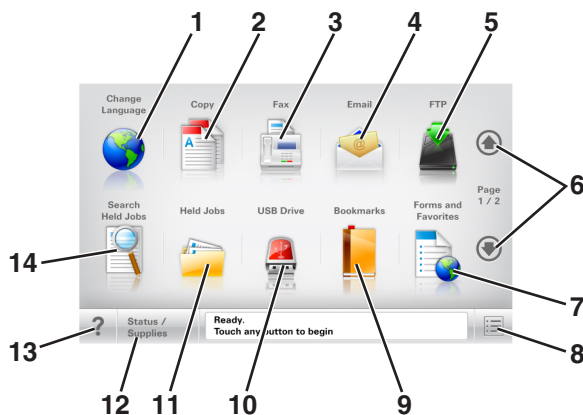 1 2 3 4 5
Change Language Copy Fax Email FTP
A @
6
Page 1 / 2
Search Held Jobs Held Jobs USB Drive Bookmarks Forms and Favorites
14
7
? Status / Supplies Ready.
Touch any button to begin
13 12 11 10 9 8